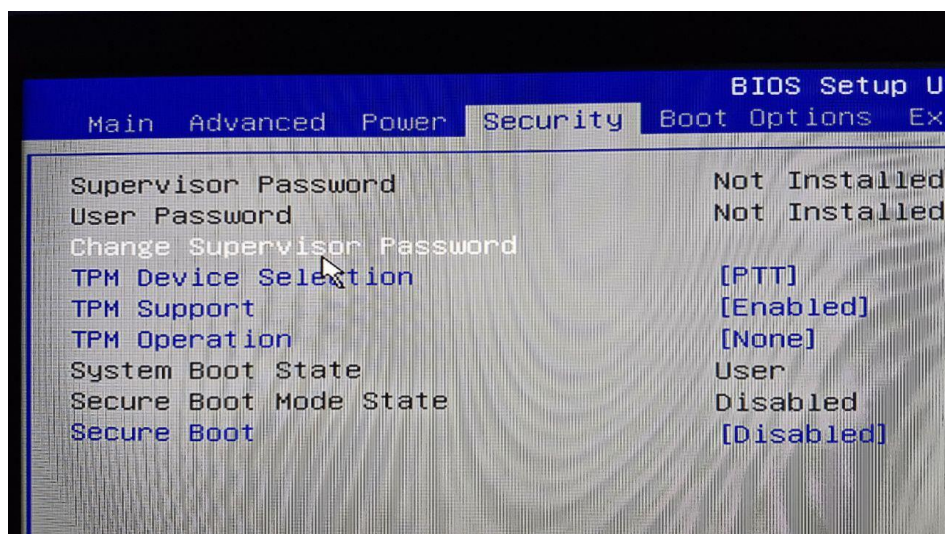 BIOS Setup U
Main Advanced Power Security Boot Options Ex
Supervisor Password Not Installed
User Password Not Installed
Change Supervisor Password
TPM Device Selection [PTT]
TPM Support [Enabled]
TPM Operation [None]
System Boot State User
Secure Boot Mode State Disabled
Secure Boot [Disabled]